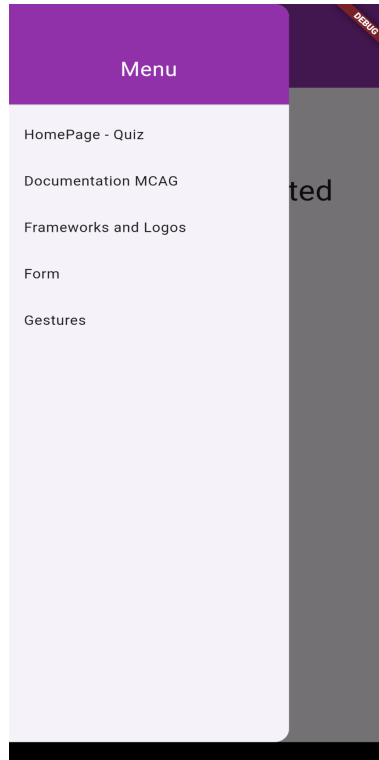 DEBUG
Menu
ted
HomePage - Quiz
Documentation MCAG
Frameworks and Logos
Form
Gestures